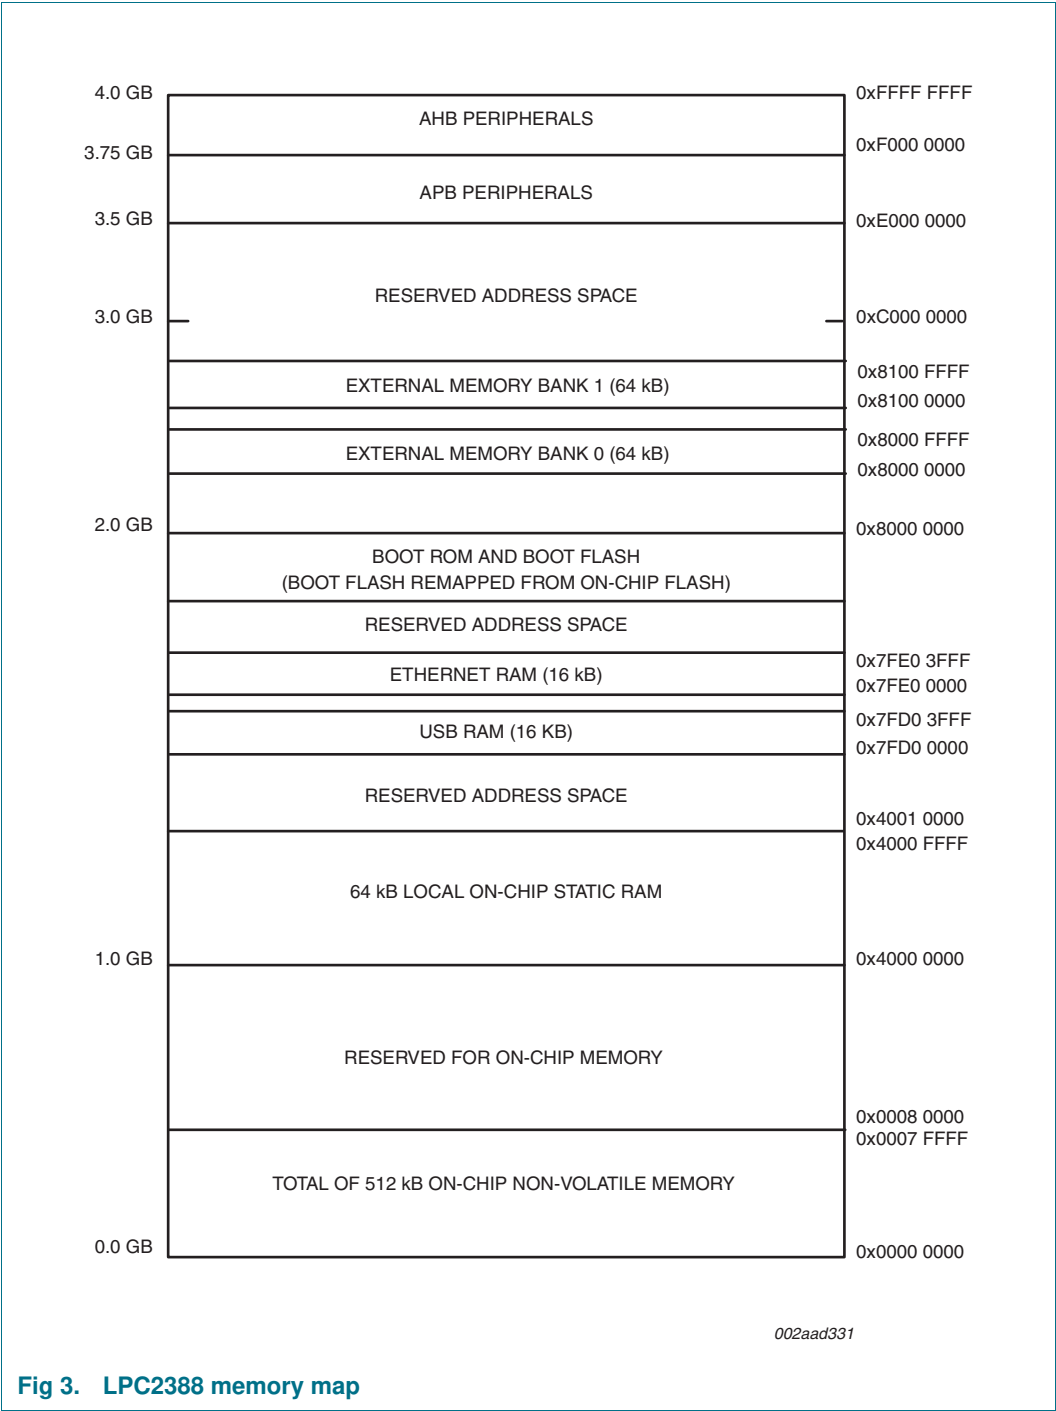 4.0 GB
0xFFFF FFFF
AHB PERIPHERALS
3.75 GB
0xF000 0000
APB PERIPHERALS
3.5 GB
0xE000 0000
RESERVED ADDRESS SPACE
3.0 GB
0xC000 0000
0x8100 FFFF
EXTERNAL MEMORY BANK 1 (64 kB)
0x8100 0000
0x8000 FFFF
EXTERNAL MEMORY BANK 0 (64 kB)
0x8000 0000
2.0 GB
0x8000 0000
BOOT ROM AND BOOT FLASH
(BOOT FLASH REMAPPED FROM ON-CHIP FLASH)
RESERVED ADDRESS SPACE
0x7FE0 3FFF
ETHERNET RAM (16 kB)
0x7FE0 0000
0x7FD0 3FFF
USB RAM (16 KB)
0x7FD0 0000
RESERVED ADDRESS SPACE
0x4001 0000
0x4000 FFFF
64 kB LOCAL ON-CHIP STATIC RAM
1.0 GB
0x4000 0000
RESERVED FOR ON-CHIP MEMORY
0x0008 0000
0x0007 FFFF
TOTAL OF 512 kB ON-CHIP NON-VOLATILE MEMORY
0.0 GB
0x0000 0000
002aad331
Fig 3. LPC2388 memory map